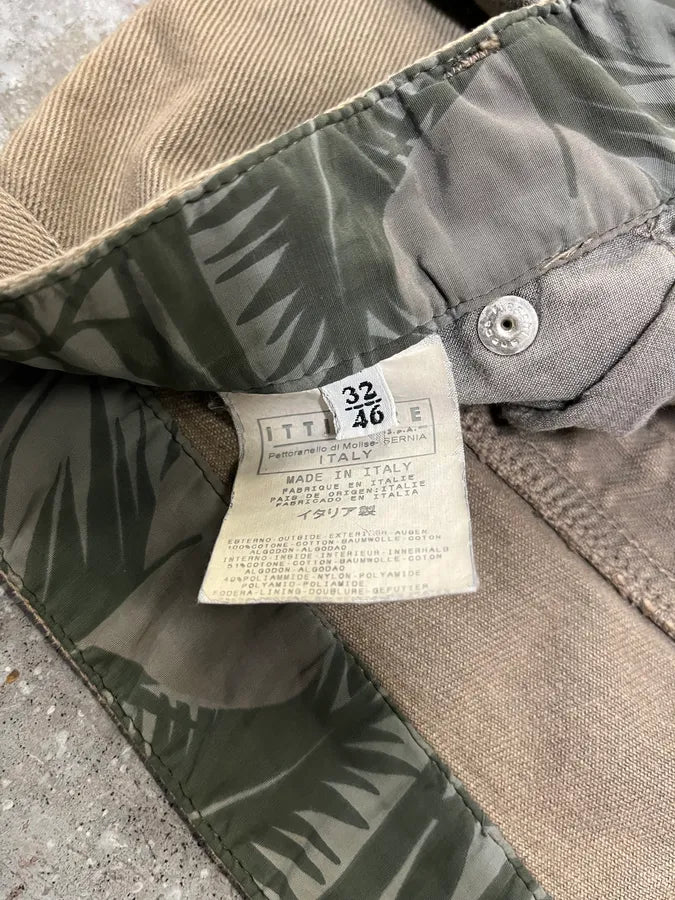 32
46
ITTI E
S.p.A.
Pettoranello di Molise SERNIA
ITALY
MADE IN ITALY
FABRIQUE EN ITALIE
PAIS DE ORIGEN:ITALIE
FABRICADO EN ITALIA
イタリア製
ESTERNO-OUTSIDE-EXTERIEUR-AUßEN
100%COTONE-COTTON-BAUMWOLLE-COTON
ALGODON-ALGODAO
INTERNO-INSIDE-INTERIEUR-INNERHALB
51%COTONE-COTTON-BAUMWOLLE-COTON
ALGODON-ALGODAO
49%POLIAMMIDE-NYLON-POLYAMIDE
POLYAMID-POLIAMIDE
FODERA-LINING-DOUBLURE-GEFUTTER